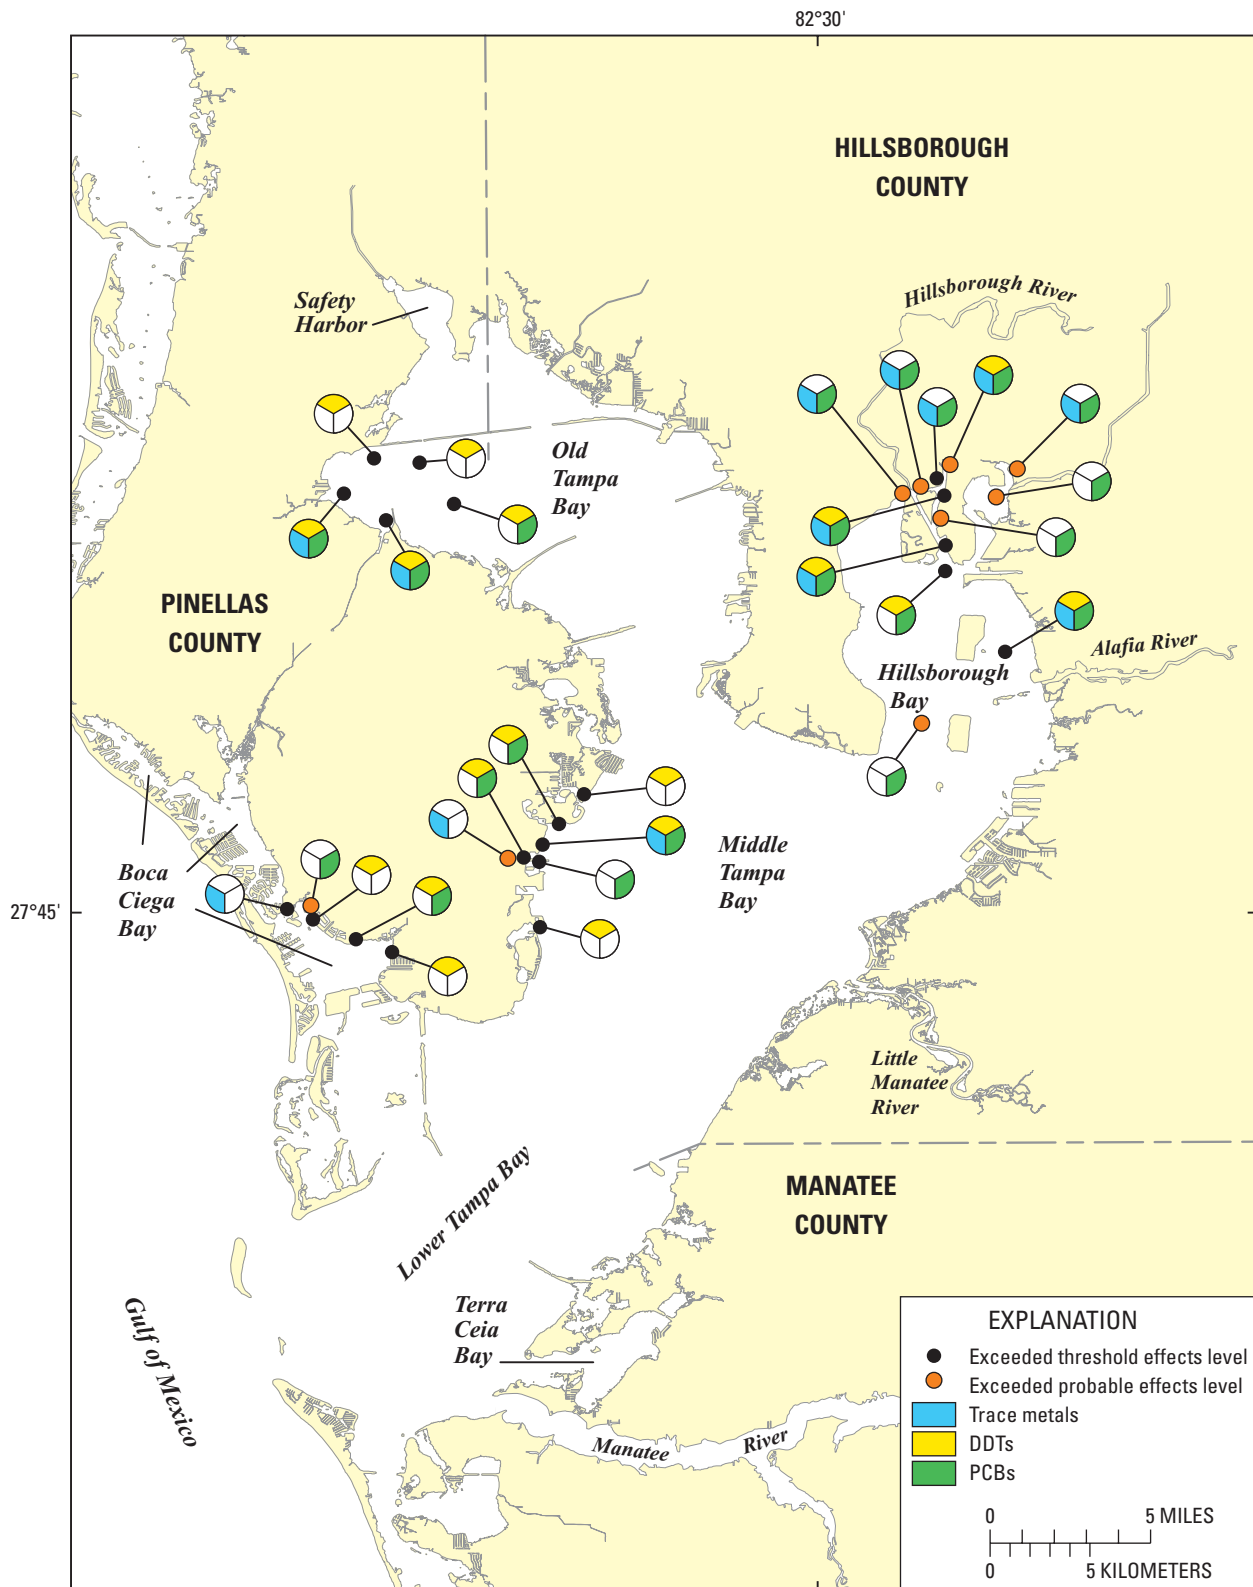 82°30'
HILLSBOROUGH
COUNTY
Hillsborough River
Safety
Harbor
Old
Tampa
Bay
PINELLAS
COUNTY
Alafia River
Hillsborough
Bay
Middle
Tampa
Bay
Boca
Ciega
Bay
27°45'
Little
Manatee
River
Lower Tampa Bay
MANATEE
COUNTY
Terra
Ceia
Bay
Gulf of Mexico
Manatee River
EXPLANATION
Exceeded threshold effects level
Exceeded probable effects level
Trace metals
DDTs
PCBs
0 5 MILES
0 5 KILOMETERS